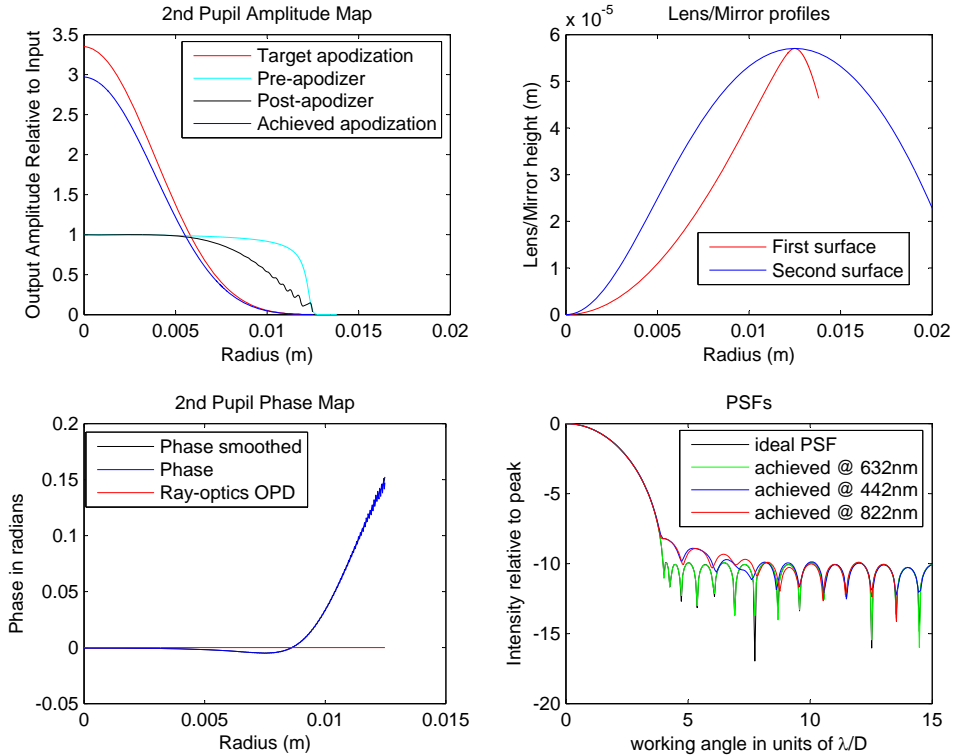 2nd Pupil Amplitude Map
Output Amplitude Relative to Input
3.5
3
2.5
2
1.5
1
0.5
0
0
0.005
0.01
0.015
0.02
Radius (m)
Target apodization
Pre-apodizer
Post-apodizer
Achieved apodization
Lens/Mirror profiles
x 10^-5
Lens/Mirror height (m)
6
5
4
3
2
1
0
0
0.005
0.01
0.015
0.02
Radius (m)
First surface
Second surface
2nd Pupil Phase Map
Phase in radians
0.2
0.15
0.1
0.05
0
-0.05
0
0.005
0.01
0.015
Radius (m)
Phase smoothed
Phase
Ray-optics OPD
PSFs
Intensity relative to peak
0
-5
-10
-15
-20
0
5
10
15
working angle in units of λ/D
ideal PSF
achieved @ 632nm
achieved @ 442nm
achieved @ 822nm